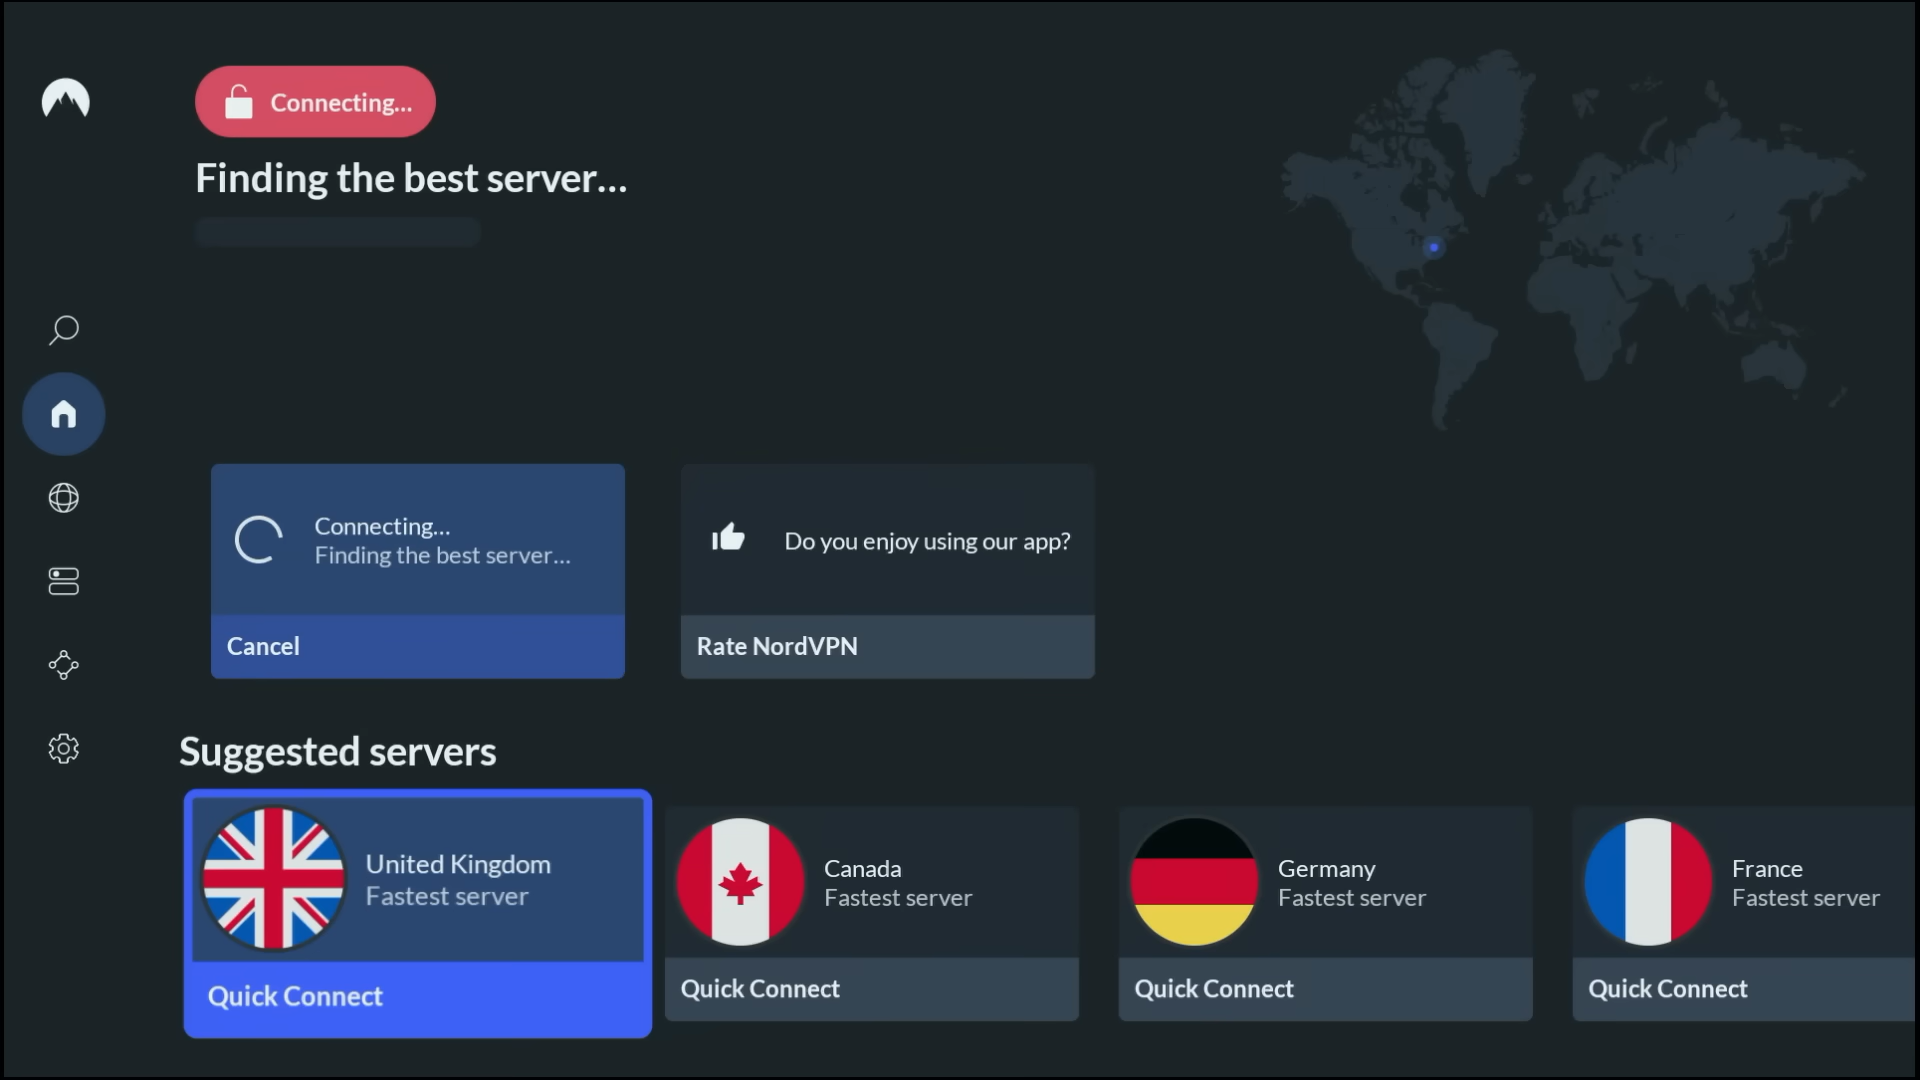 Connecting...
Finding the best server...
Connecting...
Finding the best server...
Cancel
Do you enjoy using our app?
Rate NordVPN
Suggested servers
United Kingdom
Fastest server
Quick Connect
Canada
Fastest server
Quick Connect
Germany
Fastest server
Quick Connect
France
Fastest server
Quick Connect